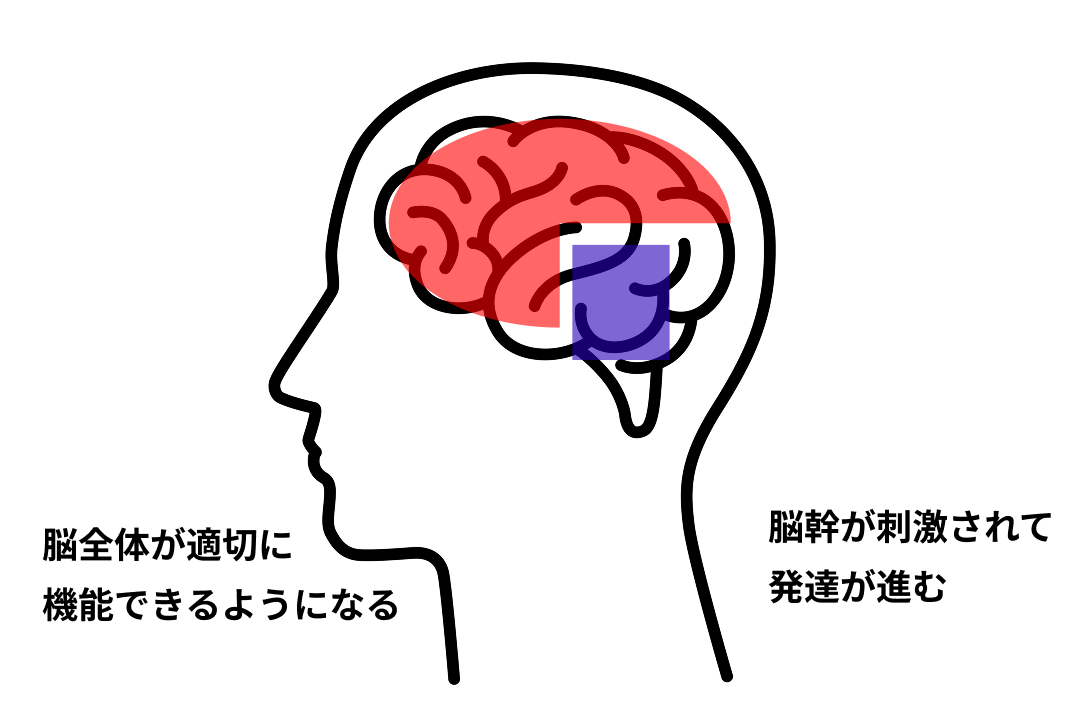 脳全体が適切に
機能できるようになる
脳幹が刺激されて
発達が進む